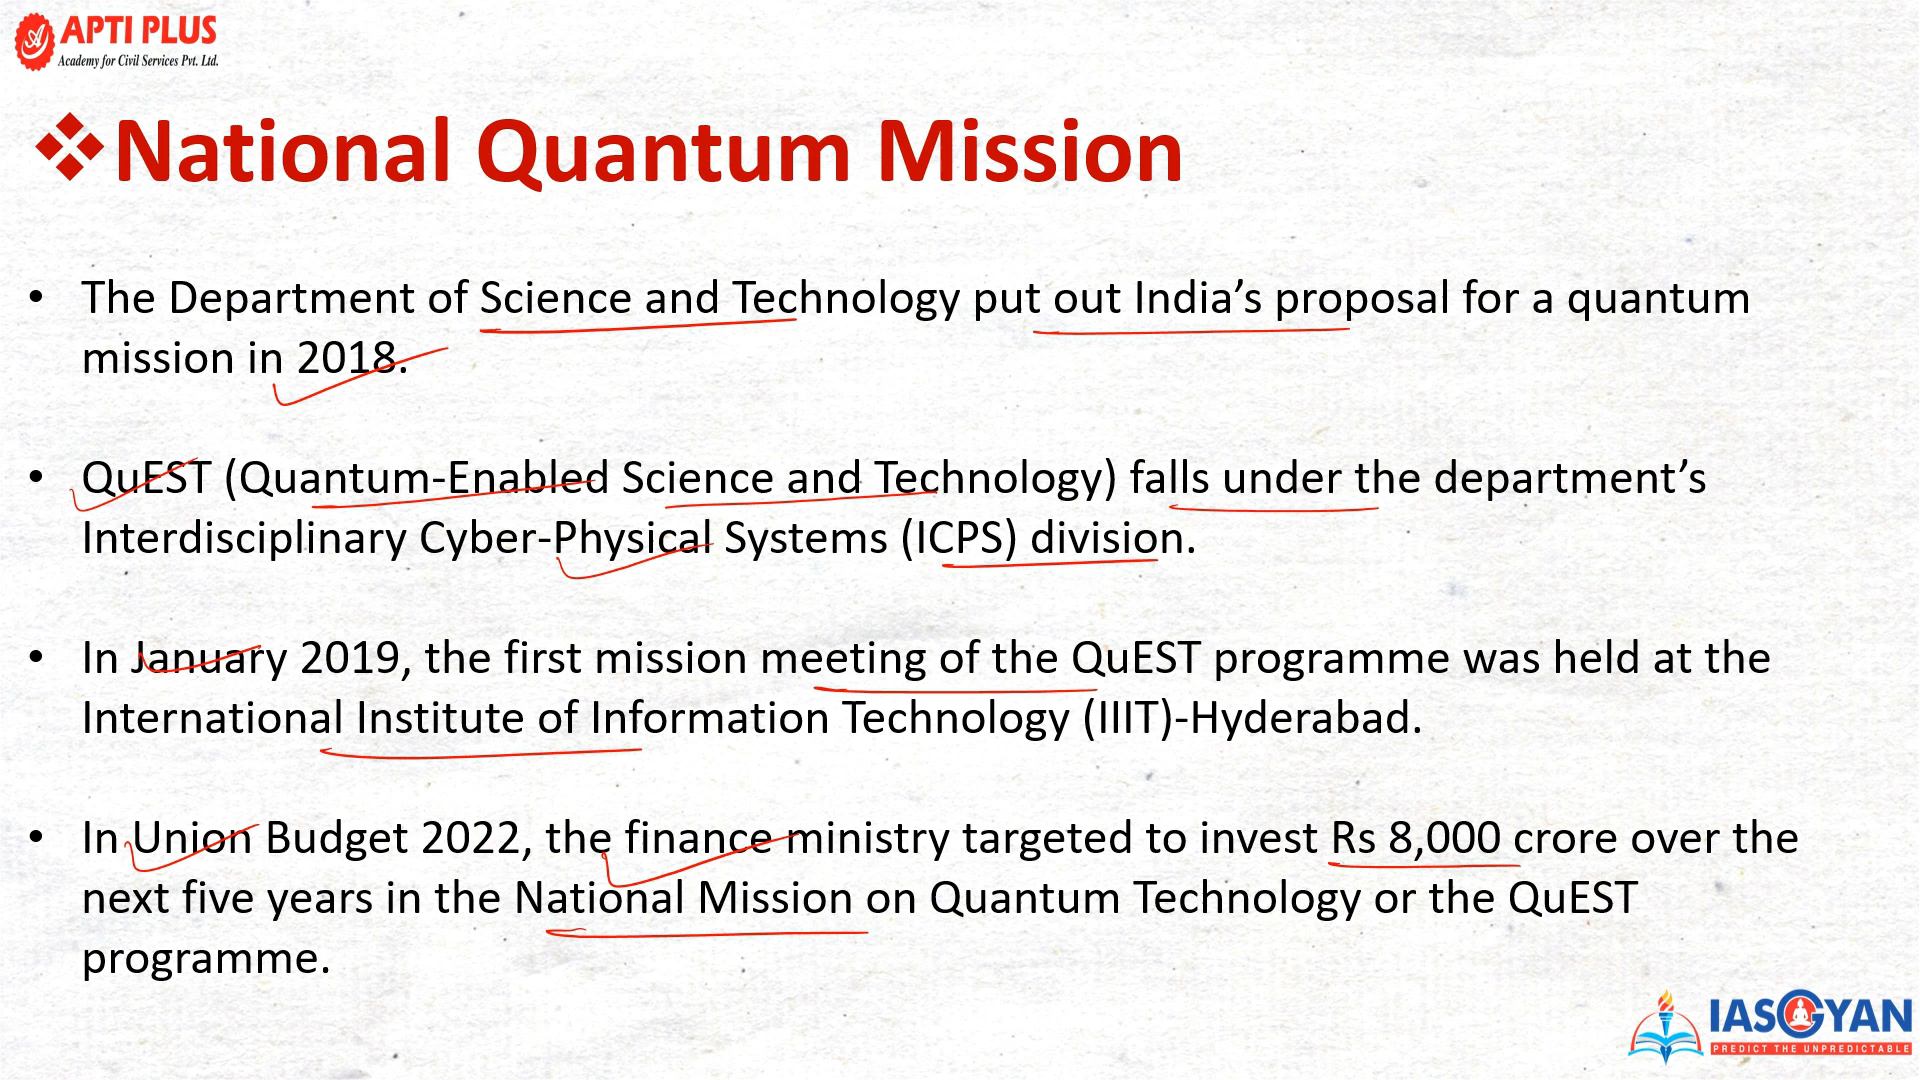 APTI PLUS
Academy for Civil Services Pvt. Ltd.
❖National Quantum Mission
• The Department of Science and Technology put out India’s proposal for a quantum
mission in 2018.
• QuEST (Quantum-Enabled Science and Technology) falls under the department’s
Interdisciplinary Cyber-Physical Systems (ICPS) division.
• In January 2019, the first mission meeting of the QuEST programme was held at the
International Institute of Information Technology (IIIT)-Hyderabad.
• In Union Budget 2022, the finance ministry targeted to invest Rs 8,000 crore over the
next five years in the National Mission on Quantum Technology or the QuEST
programme.
IASGYAN
PREDICT THE UNPREDICTABLE